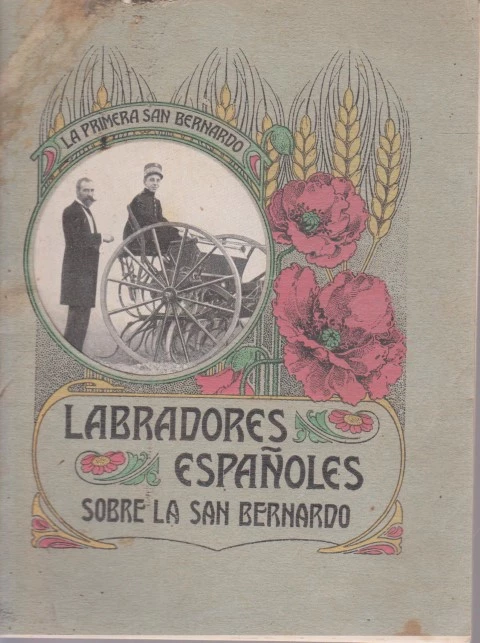 LA PRIMERA SAN BERNARDO
LABRADORES
ESPAÑOLES
SOBRE LA SAN BERNARDO